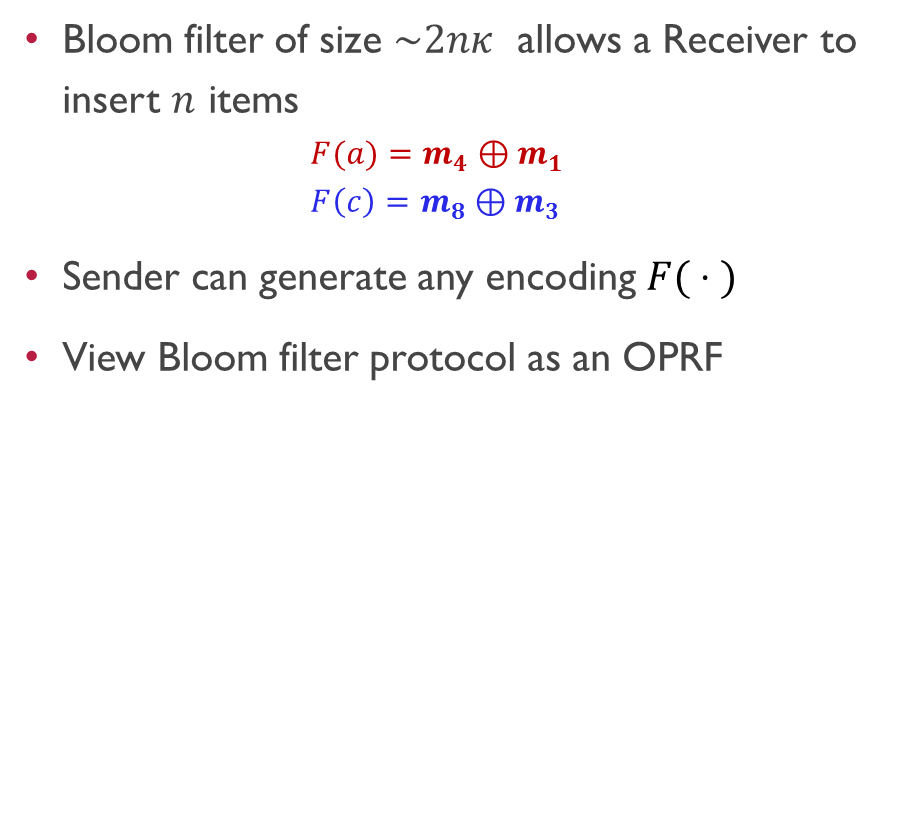 • Bloom filter of size ~2nκ allows a Receiver to
insert n items
F(a) = m₄ ⊕ m₁
F(c) = m₈ ⊕ m₃
• Sender can generate any encoding F( · )
• View Bloom filter protocol as an OPRF